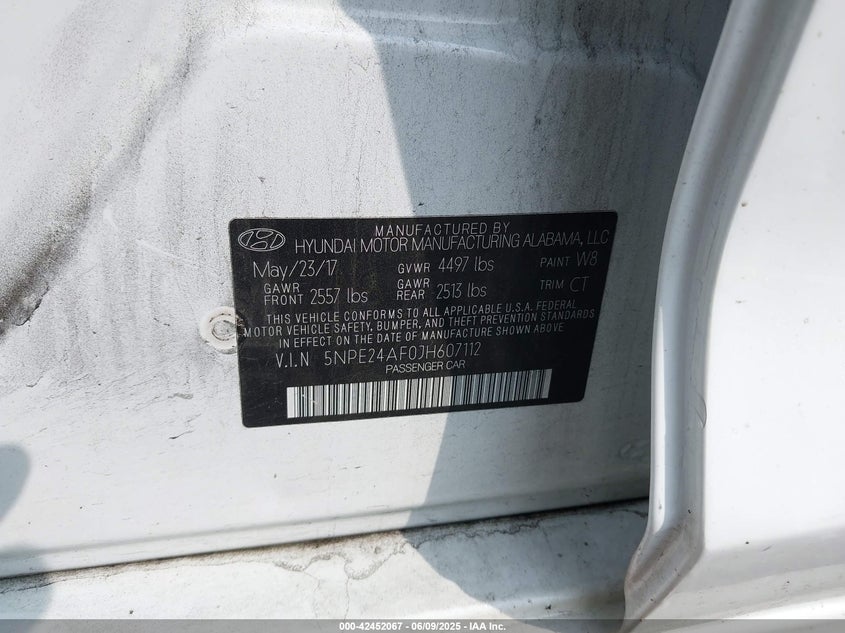 MANUFACTURED BY
HYUNDAI MOTOR MANUFACTURING ALABAMA, LLC
May/23/17 GVWR 4497 lbs PAINT W8
GAWR FRONT 2557 lbs GAWR REAR 2513 lbs TRIM CT
THIS VEHICLE CONFORMS TO ALL APPLICABLE U.S.A. FEDERAL
MOTOR VEHICLE SAFETY, BUMPER, AND THEFT PREVENTION STANDARDS
IN EFFECT ON THE DATE OF MANUFACTURE SHOWN ABOVE
V.I.N 5NPE24AF0JH607112
PASSENGER CAR
000-42452067 - 06/09/2025 - IAA Inc.